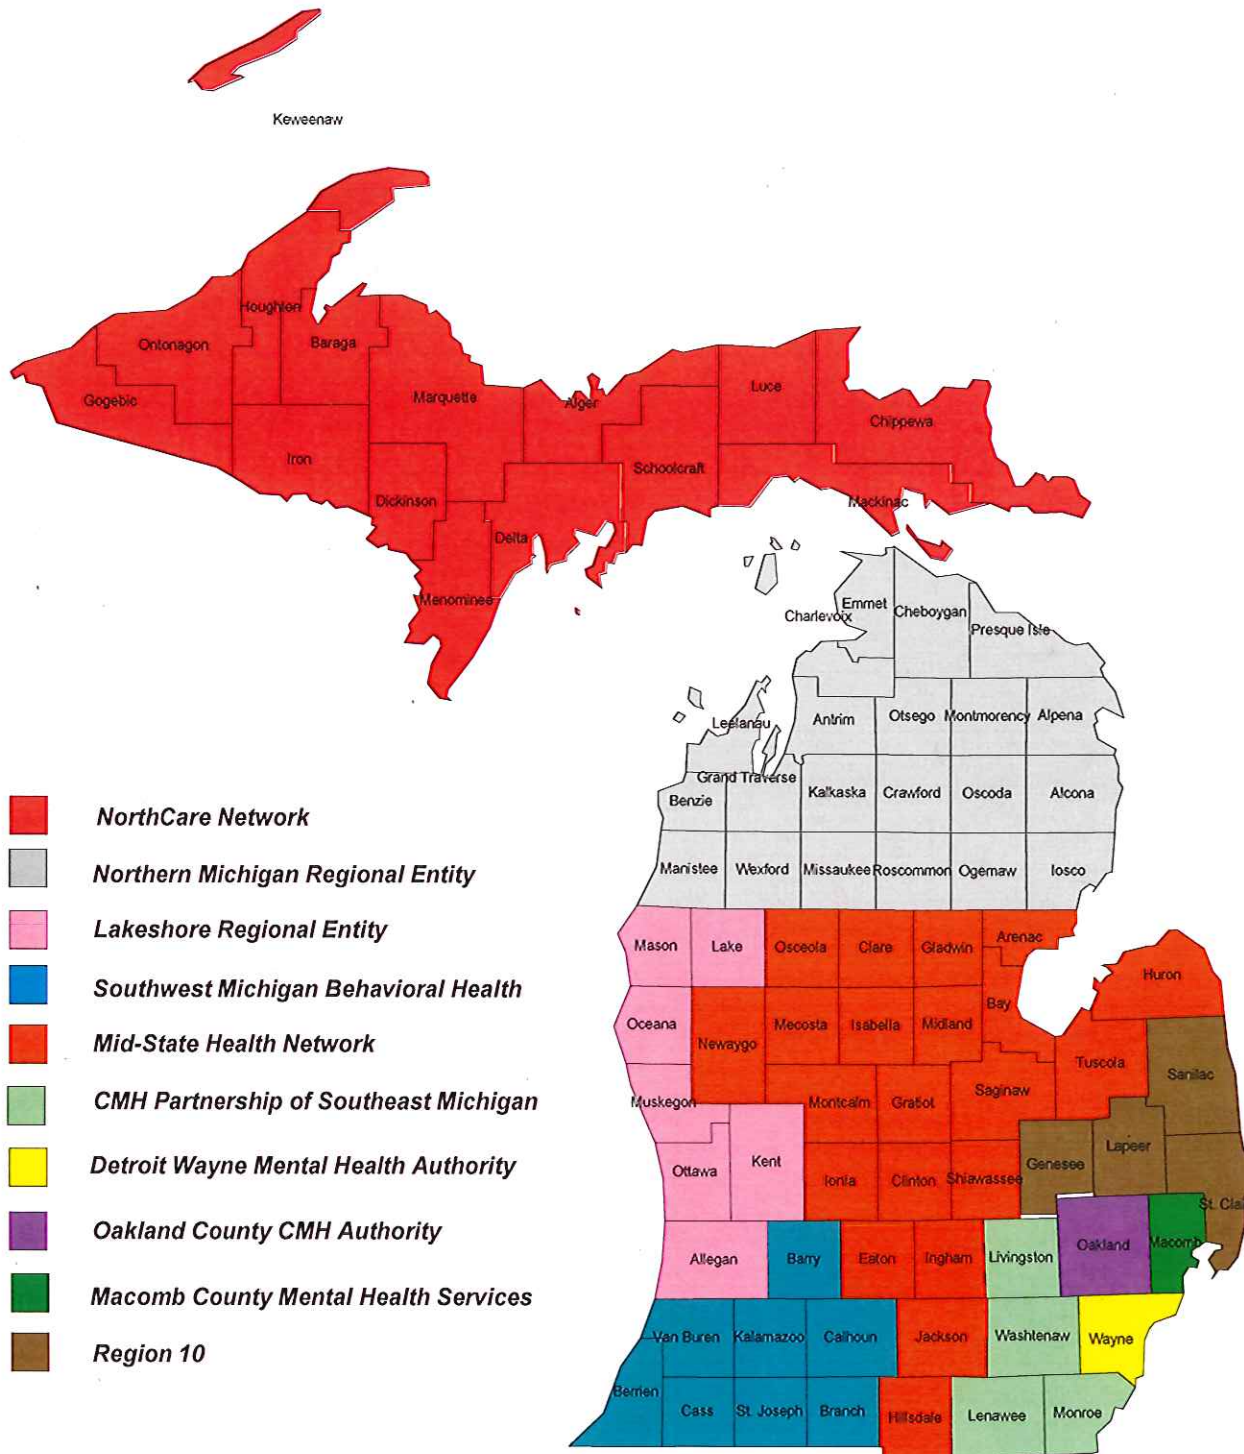 Keweenaw
Houghten
Ontonagon
Baraga
Gogebic
Marquette
Alger
Luce
Chippewa
Iron
Schoolcraft
Dickinson
Mackinac
Delta
Menominee
Emmet
Charlevoix
Cheboygan
Presque Isle
Leelanau
Antrim
Otsego
Montmorency
Alpena
Grand Traverse
Benzie
Kalkaska
Crawford
Oscoda
Alcona
Manistee
Wexford
Missaukee
Roscommon
Ogemaw
Iosco
NorthCare Network
Northern Michigan Regional Entity
Lakeshore Regional Entity
Southwest Michigan Behavioral Health
Mid-State Health Network
CMH Partnership of Southeast Michigan
Detroit Wayne Mental Health Authority
Oakland County CMH Authority
Macomb County Mental Health Services
Region 10
Mason
Lake
Osceola
Clare
Gladwin
Arenac
Huron
Oceana
Newaygo
Mecosta
Isabella
Midland
Bay
Tuscola
Sanilac
Muskegon
Montcalm
Gratiot
Saginaw
Ottawa
Kent
Ionia
Clinton
Shiawassee
Genesee
Lapeer
St. Clai
Allegan
Barry
Eaton
Ingham
Livingston
Oakland
Macomb
Van Buren
Kalamazoo
Calhoun
Jackson
Washtenaw
Wayne
Berrien
Cass
St. Joseph
Branch
Hillsdale
Lenawee
Monroe